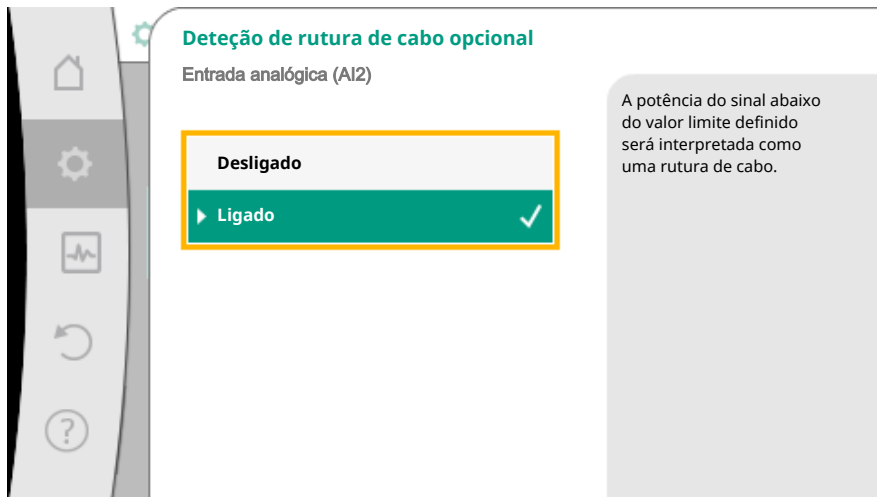 Deteção de rutura de cabo opcional
Entrada analógica (AI2)
Desligado
Ligado
A potência do sinal abaixo
do valor limite definido
será interpretada como
uma rutura de cabo.
?